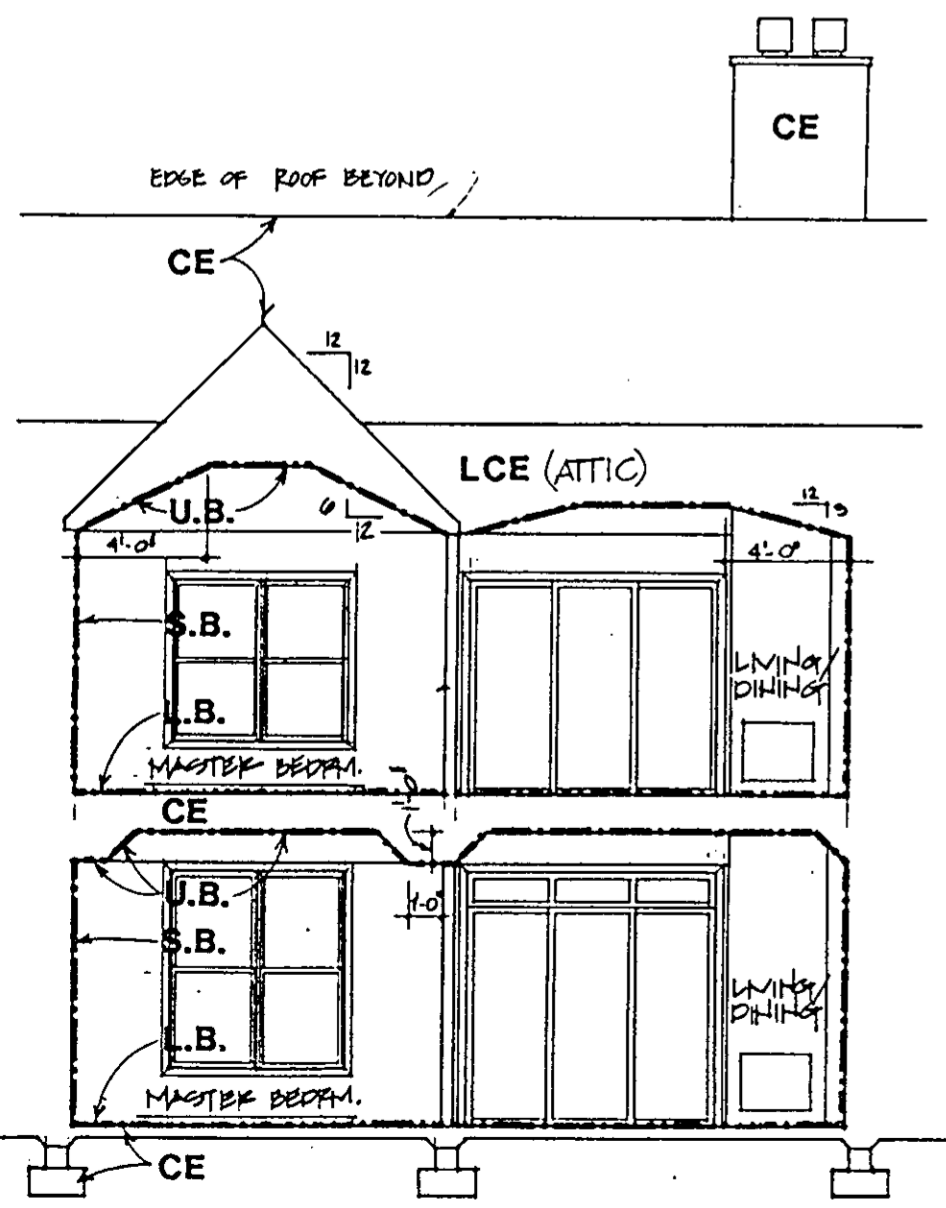 CE
EDGE OF ROOF BEYOND
CE
12
12
LCE (ATTIC)
U.B.
6
12
12
3
4'-0"
4'-0"
S.B.
LIVING/
DINING
L.B.
MASTER BEDRM.
CE
U.B.
1'-0"
S.B.
LIVING/
DINING
L.B.
MASTER BEDRM.
CE